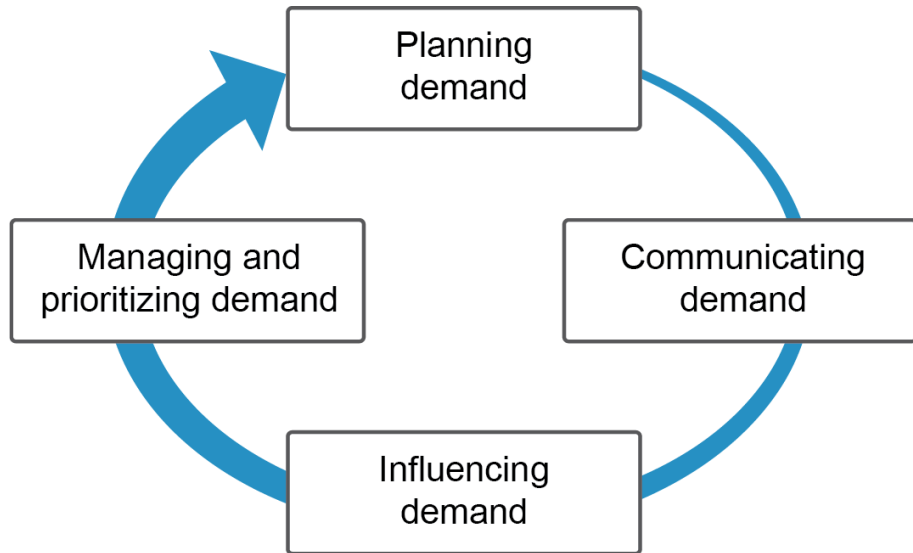 Planning
demand
Managing and
prioritizing demand
Communicating
demand
Influencing
demand